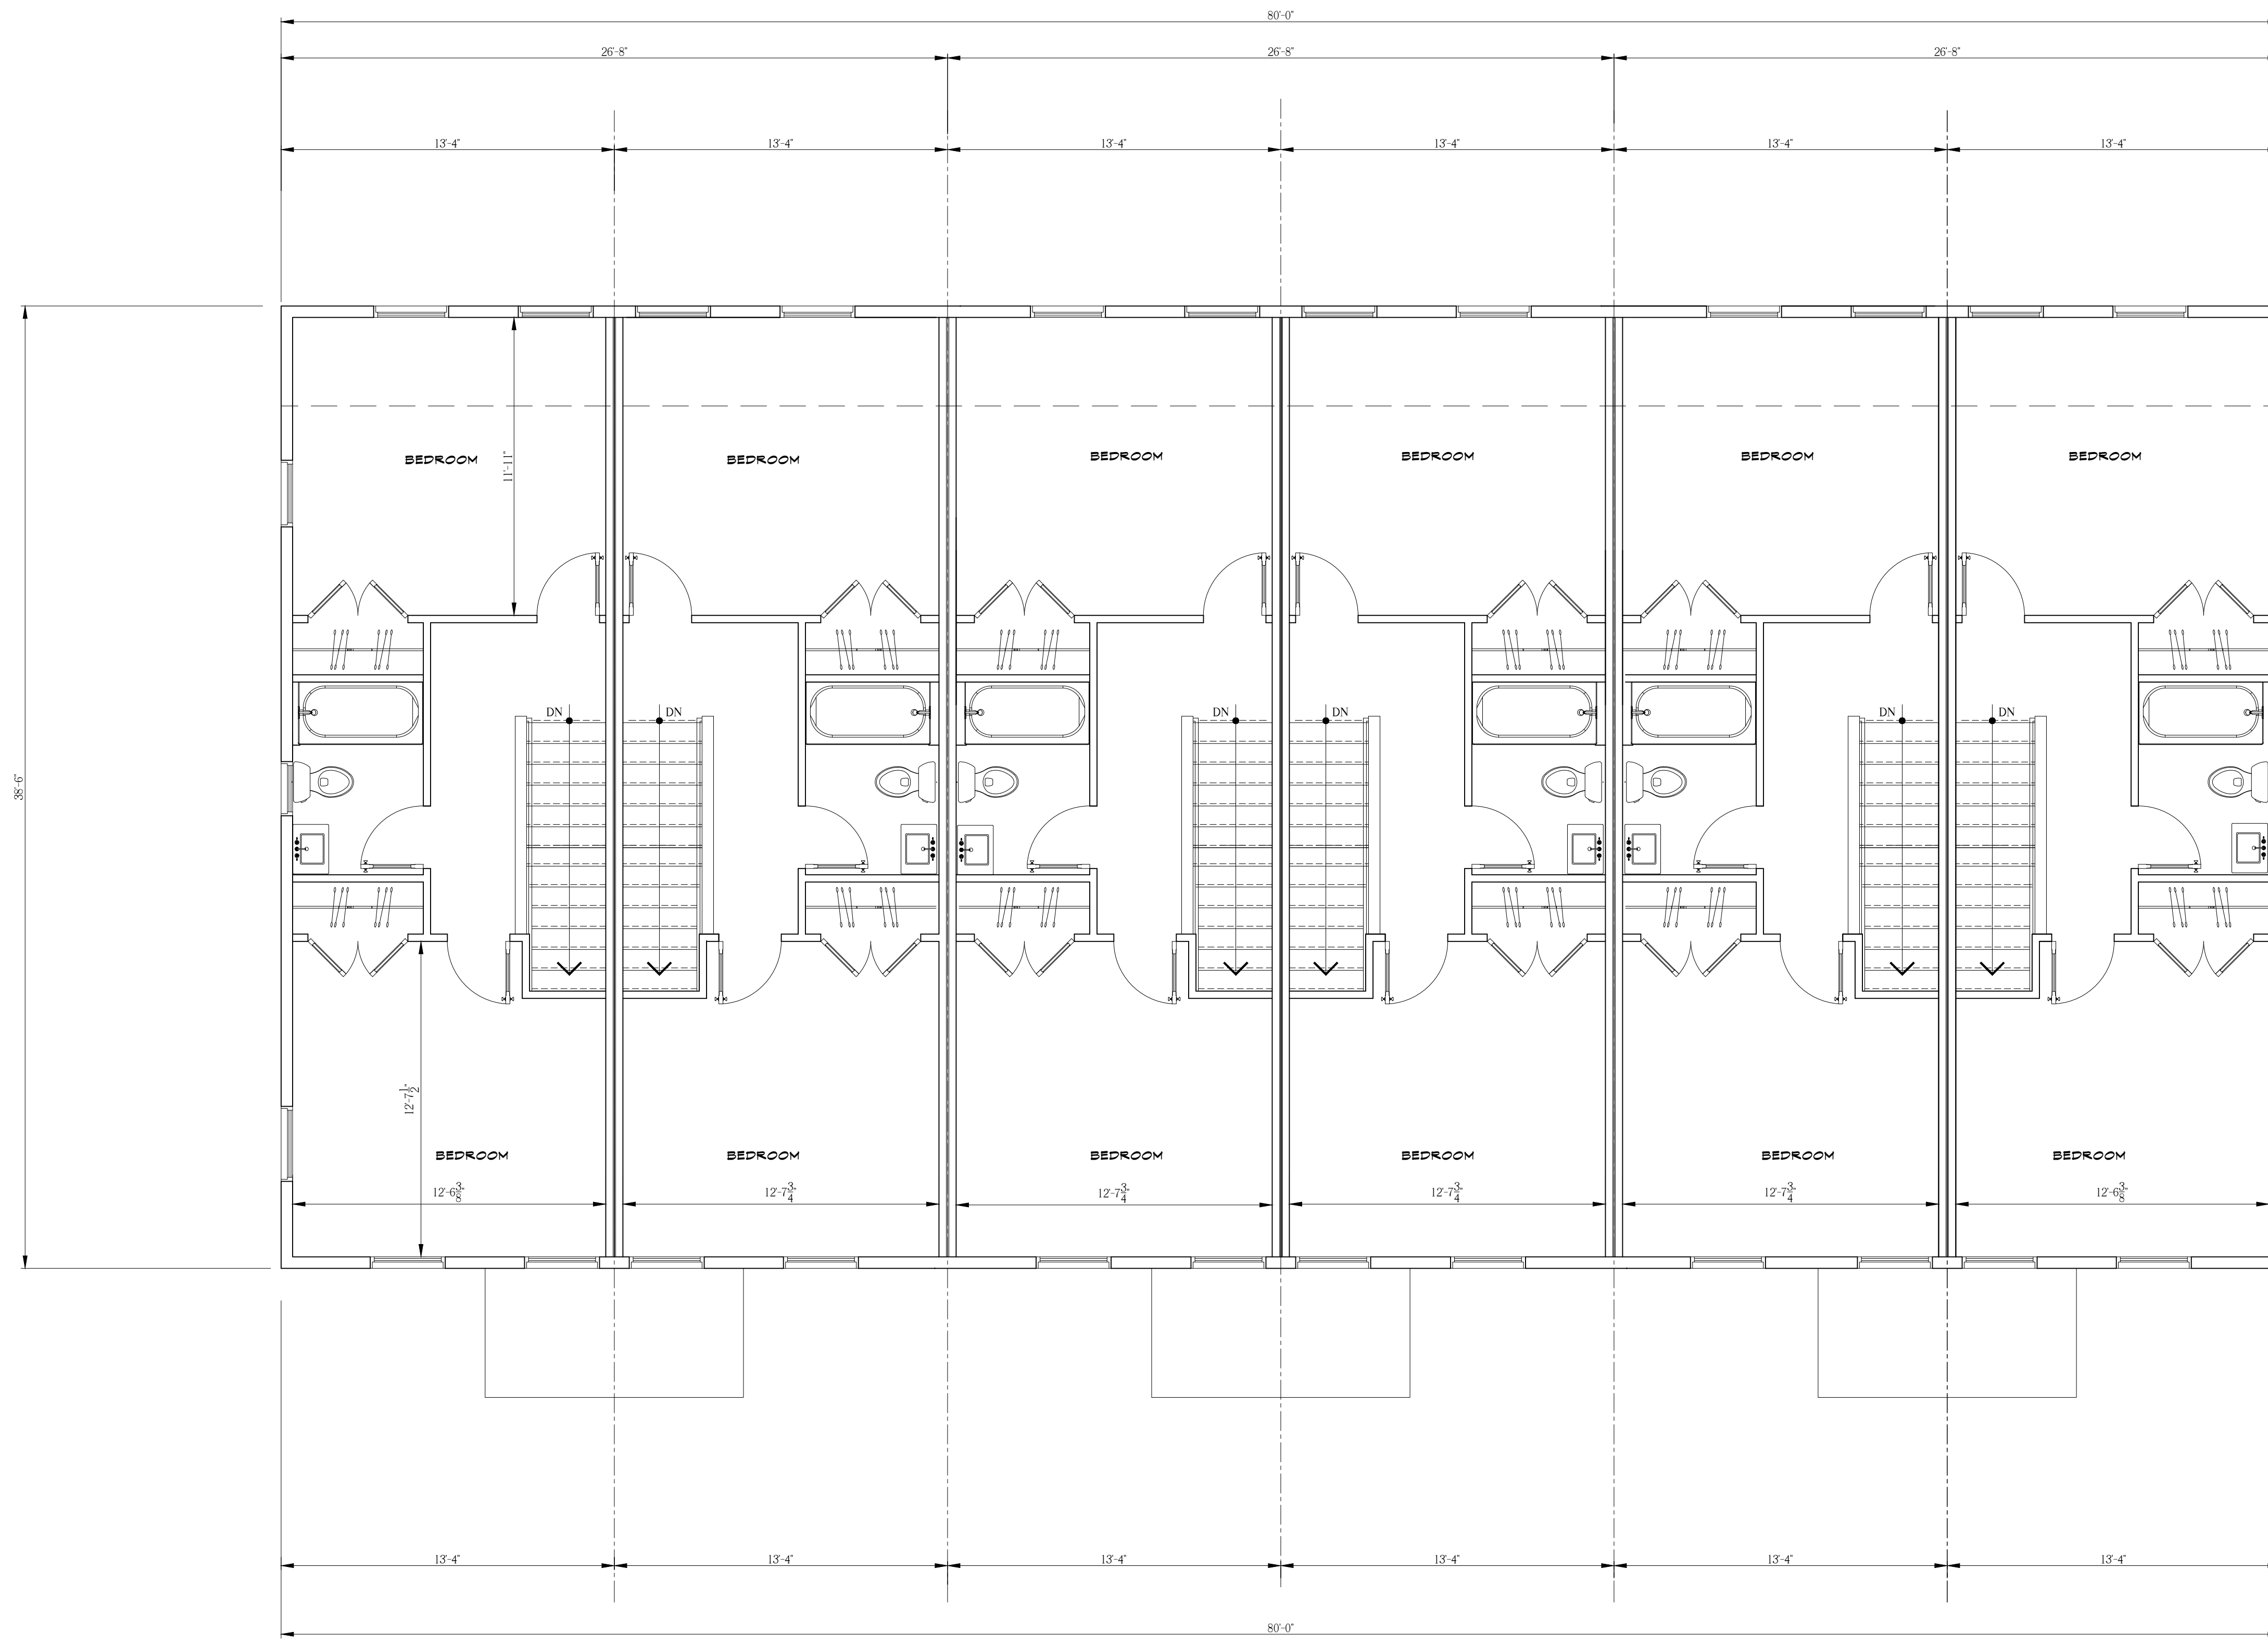 80'-0"
26'-8" 26'-8" 26'-8"
13'-4" 13'-4" 13'-4" 13'-4" 13'-4" 13'-4"
BEDROOM BEDROOM BEDROOM BEDROOM BEDROOM BEDROOM
11'-11"
DN DN DN DN DN DN
38'-6"
12'-7 1/2"
BEDROOM BEDROOM BEDROOM BEDROOM BEDROOM BEDROOM
12'-6 3/8" 12'-7 3/4" 12'-7 3/4" 12'-7 3/4" 12'-7 3/4" 12'-6 3/8"
13'-4" 13'-4" 13'-4" 13'-4" 13'-4" 13'-4"
80'-0"